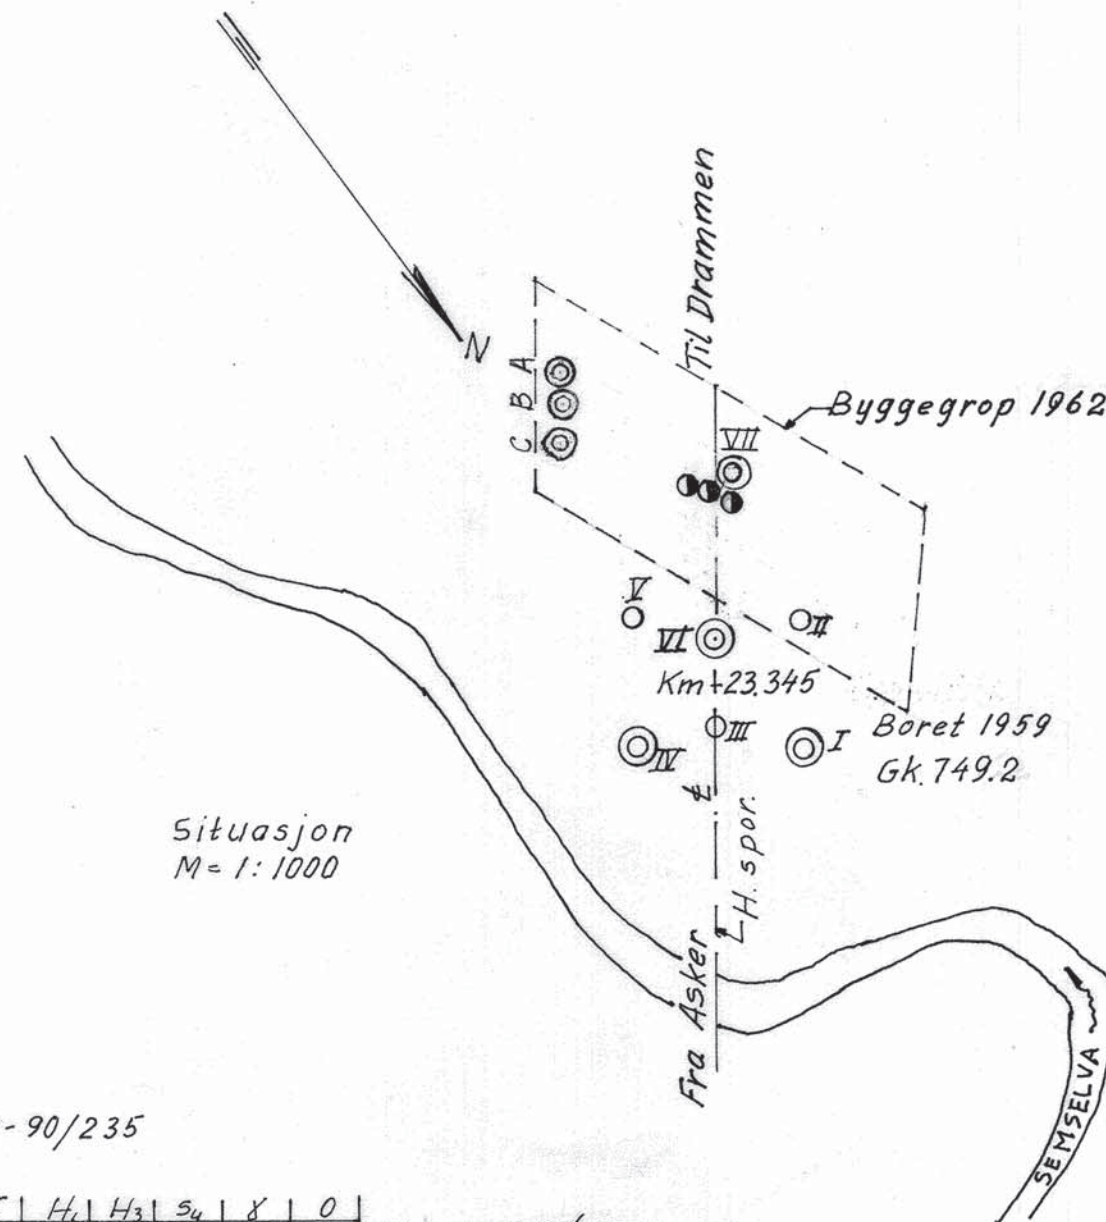 N
Til Drammen
A
B
C
Byggegrop 1962
VII
V
II
VI
Km 23.345
III
IV
I
Boret 1959
Gk. 749.2
Situasjon
M = 1:1000
H. spor.
Fra Asker
SEMSELVA
- 90/235
H₁ H₃ S₄ γ O